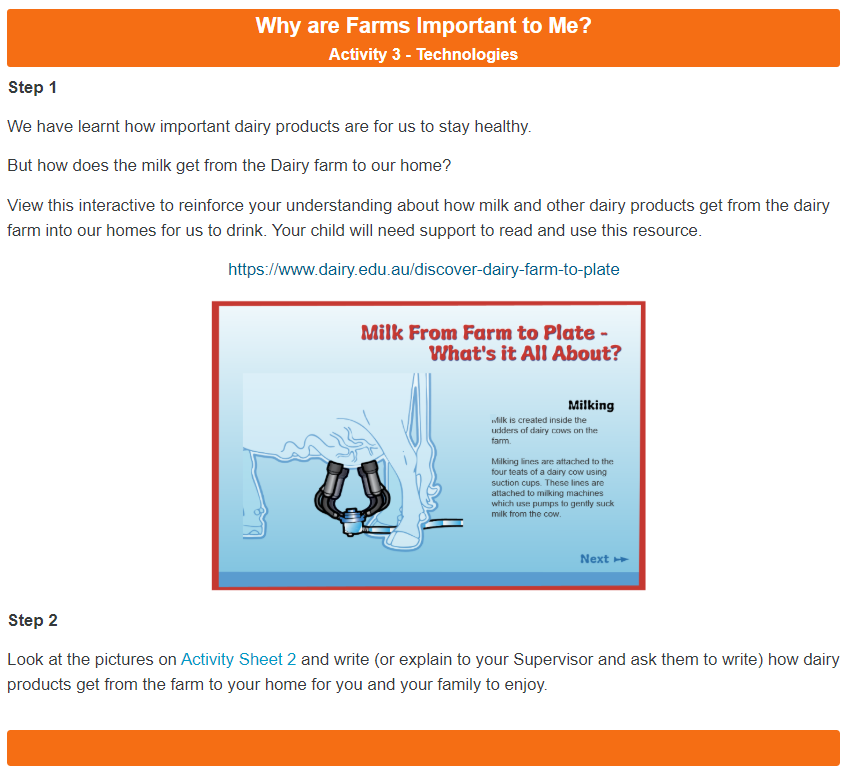 Why are Farms Important to Me?
Activity 3 - Technologies
Step 1
We have learnt how important dairy products are for us to stay healthy.
But how does the milk get from the Dairy farm to our home?
View this interactive to reinforce your understanding about how milk and other dairy products get from the dairy
farm into our homes for us to drink. Your child will need support to read and use this resource.
https://www.dairy.edu.au/discover-dairy-farm-to-plate
Milk From Farm to Plate -
What's it All About?
Milking
Milk is created inside the
udders of dairy cows on the
farm.
Milking lines are attached to the
four teats of a dairy cow using
suction cups. These lines are
attached to milking machines
which use pumps to gently suck
milk from the cow.
Next
Step 2
Look at the pictures on Activity Sheet 2 and write (or explain to your Supervisor and ask them to write) how dairy
products get from the farm to your home for you and your family to enjoy.